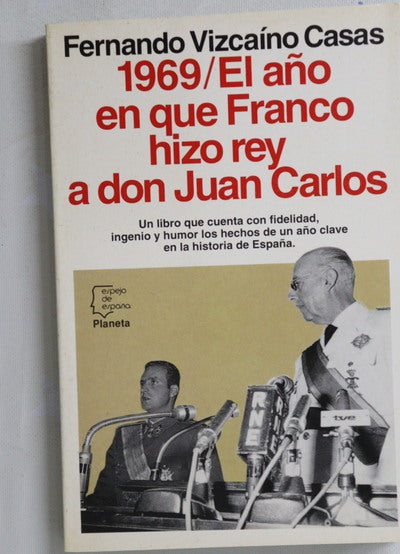 Fernando Vizcaíno Casas
1969/El año
en que Franco
hizo rey
a don Juan Carlos
Un libro que cuenta con fidelidad,
ingenio y humor los hechos de un año clave
en la historia de España.
espejo
de
españa
Planeta
tve